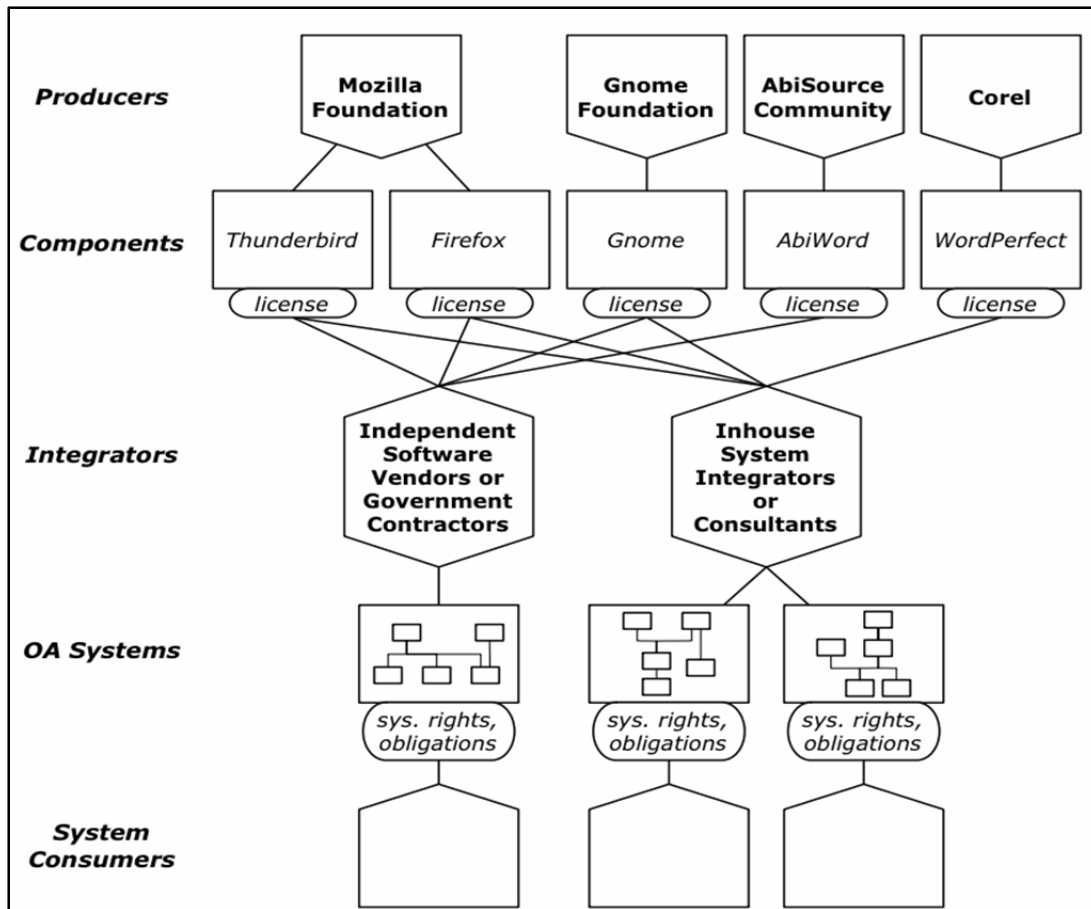 Producers
Mozilla
Foundation
Gnome
Foundation
AbiSource
Community
Corel
Components
Thunderbird
Firefox
Gnome
AbiWord
WordPerfect
license
license
license
license
license
Integrators
Independent
Software
Vendors or
Government
Contractors
Inhouse
System
Integrators
or
Consultants
OA Systems
sys. rights,
obligations
sys. rights,
obligations
sys. rights,
obligations
System
Consumers